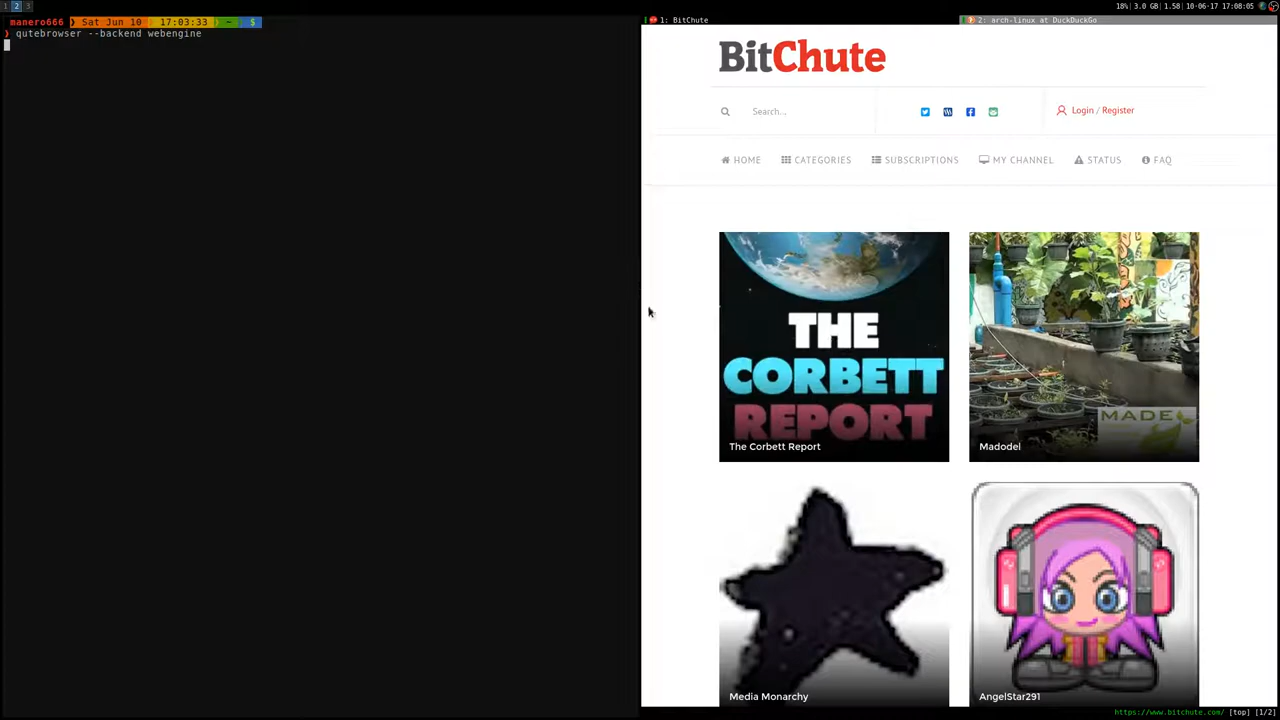 1 2 3
18% | 3.0 GB | 1.58 | 10-06-17 17:08:05
manero666 Sat Jun 10 17:03:33 ~ $
❯ qutebrowser --backend webengine
1: BitChute
2: arch-linux at DuckDuckGo
BitChute
Search...
Login / Register
HOME CATEGORIES SUBSCRIPTIONS MY CHANNEL STATUS FAQ
THE
CORBETT
REPORT
The Corbett Report
MADE
Madodel
Media Monarchy
AngelStar291
https://www.bitchute.com/ [top] [1/2]